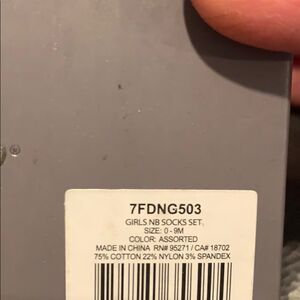 ®
7FDNG503
GIRLS NB SOCKS SET,
SIZE: 0 - 9M
COLOR: ASSORTED
MADE IN CHINA RN# 95271 / CA# 18702
75% COTTON 22% NYLON 3% SPANDEX